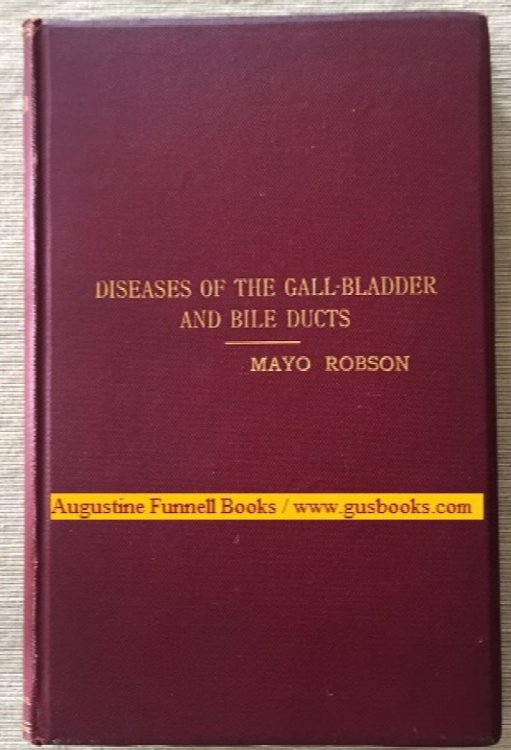 DISEASES OF THE GALL-BLADDER
AND BILE DUCTS
MAYO ROBSON
Augustine Funnell Books / www.gusbooks.com